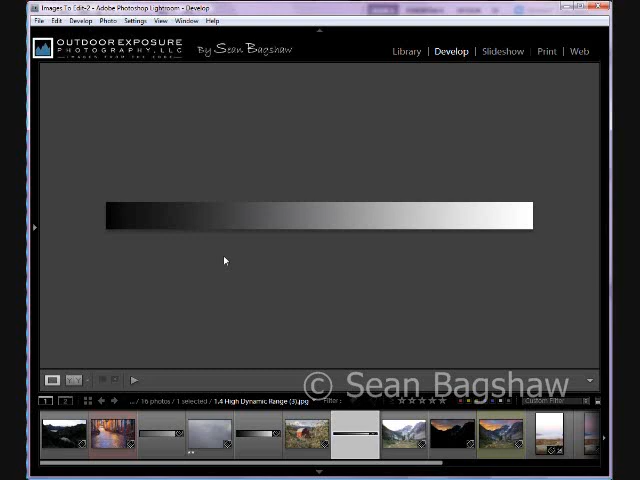 Images To Edit-2 - Adobe Photoshop Lightroom - Develop
File Edit Develop Photo Settings View Window Help
OUTDOOR EXPOSURE
PHOTOGRAPHY, LLC
By Sean Bagshaw
Library | Develop | Slideshow | Print | Web
© Sean Bagshaw
1 2 ... / 16 photos / 1 selected / 1.4 High Dynamic Range (3).jpg Filter : Custom Filter